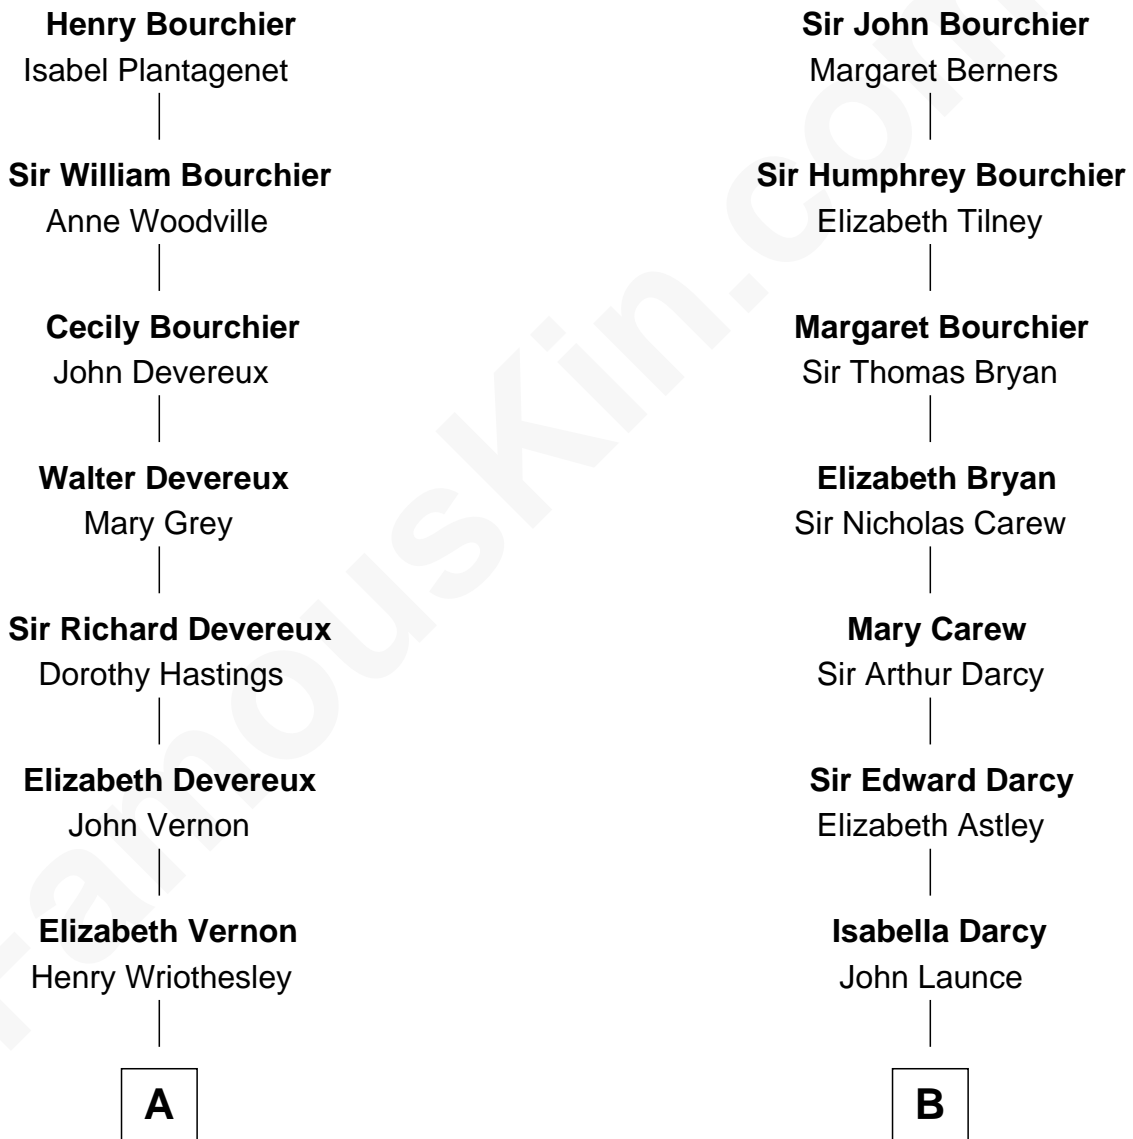 Henry Bourchier
Isabel Plantagenet
Sir William Bourchier
Anne Woodville
Cecily Bourchier
John Devereux
Walter Devereux
Mary Grey
Sir Richard Devereux
Dorothy Hastings
Elizabeth Devereux
John Vernon
Elizabeth Vernon
Henry Wriothesley
A
Sir John Bourchier
Margaret Berners
Sir Humphrey Bourchier
Elizabeth Tilney
Margaret Bourchier
Sir Thomas Bryan
Elizabeth Bryan
Sir Nicholas Carew
Mary Carew
Sir Arthur Darcy
Sir Edward Darcy
Elizabeth Astley
Isabella Darcy
John Launce
B
FamousKin.com